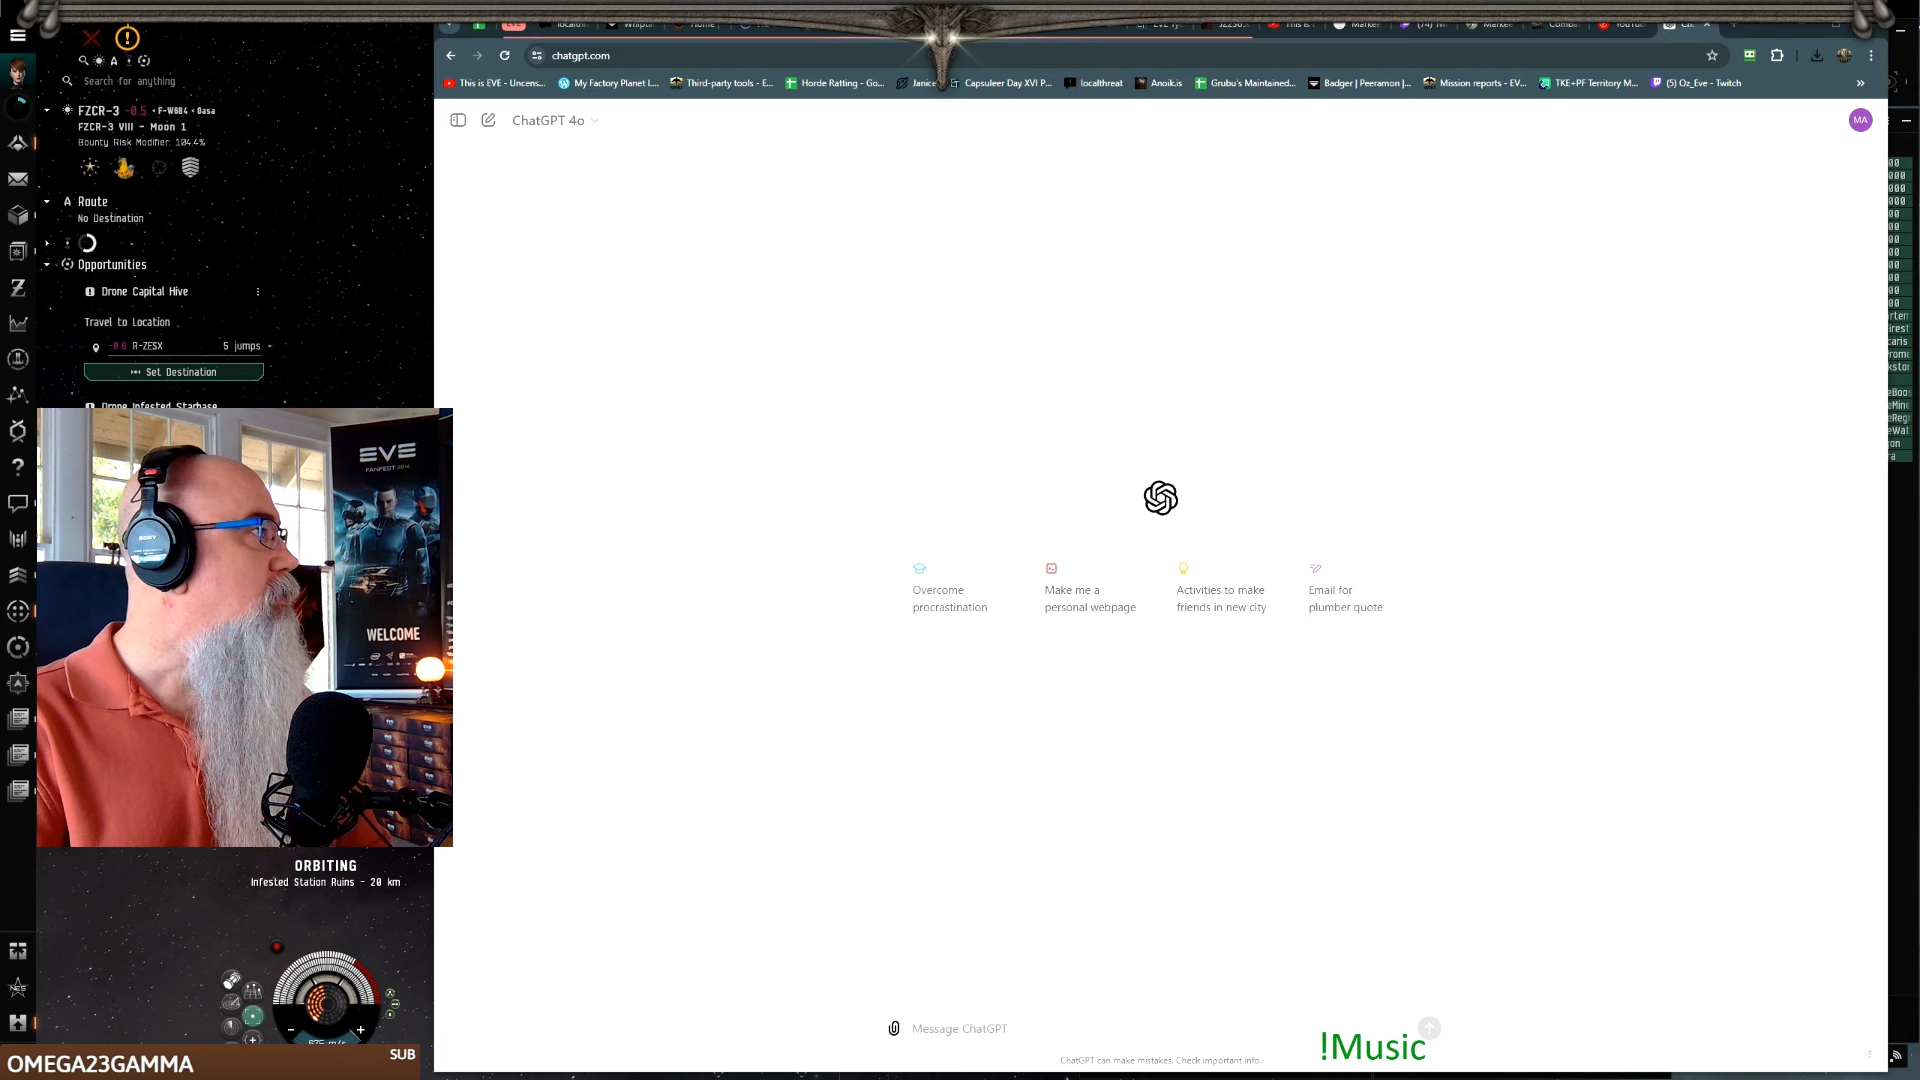 This is EVE - Uncens...
My Factory Planet L...
Third-party tools - E...
Horde Ratting - Go...
Janice
Capsuleer Day XVI P...
localthreat
Anoik.is
Grubu's Maintained...
Badger | Peeramon |...
Mission reports - EV...
TKE+PF Territory M...
(5) Oz_Eve - Twitch
chatgpt.com
ChatGPT 4o
MA
Search for anything
FZCR-3 -0.5 < F-W6B4 < Oasa
FZCR-3 VIII - Moon 1
Bounty Risk Modifier: 104.4%
Route
No Destination
Opportunities
Drone Capital Hive
Travel to Location
-0.6 R-ZESX 5 jumps
Set Destination
Drone Infested Starbase
EVE
FANFEST 2014
WELCOME
SONY
Overcome
procrastination
Make me a
personal webpage
Activities to make
friends in new city
Email for
plumber quote
ORBITING
Infested Station Ruins - 20 km
Message ChatGPT
!Music
ChatGPT can make mistakes. Check important info.
?
OMEGA23GAMMA
SUB